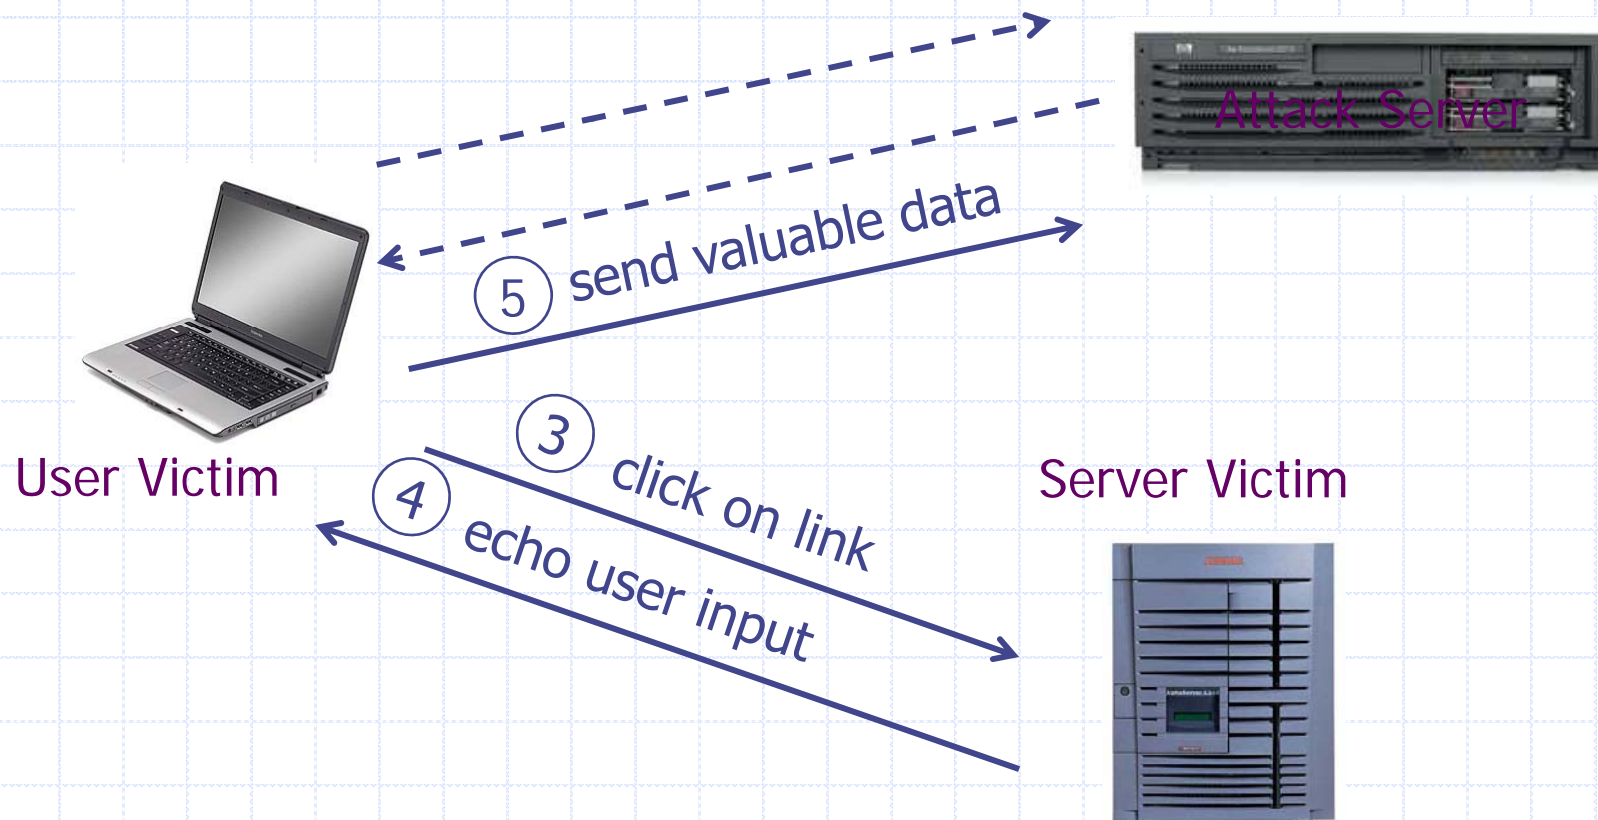 Attack Server
5 send valuable data
3 click on link
User Victim
Server Victim
4 echo user input